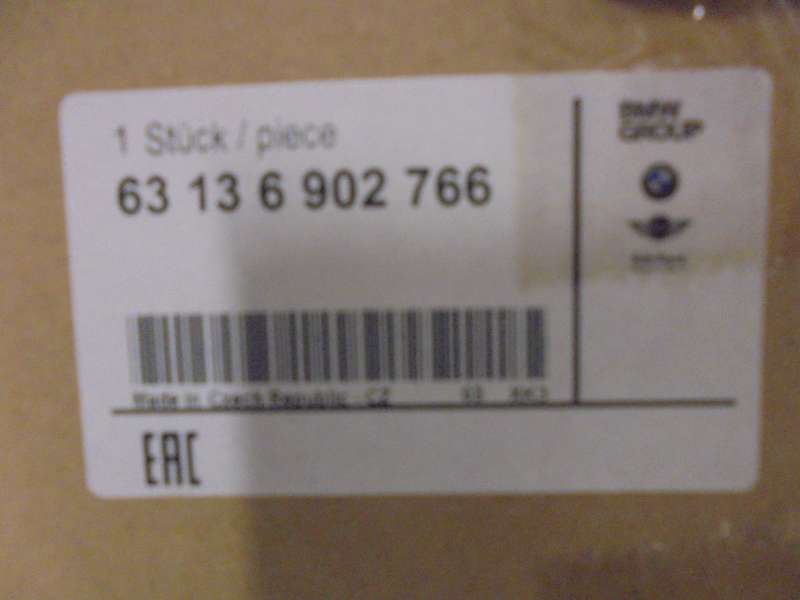 1 Stück / piece
63 13 6 902 766
BMW
GROUP
Made in Czech Republic - CZ
EAC